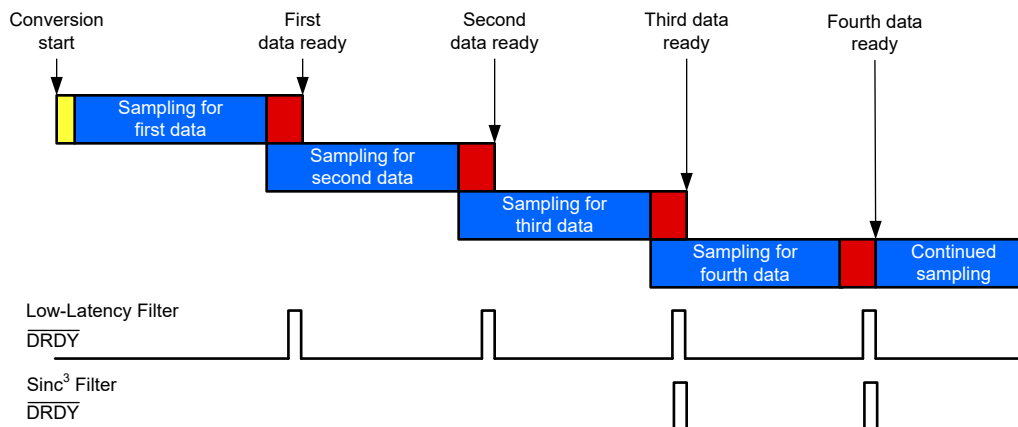 Conversion
start
First
data ready
Second
data ready
Third data
ready
Fourth data
ready
Sampling for
first data
Sampling for
second data
Sampling for
third data
Sampling for
fourth data
Continued
sampling
Low-Latency Filter
DRDY
Sinc³ Filter
DRDY